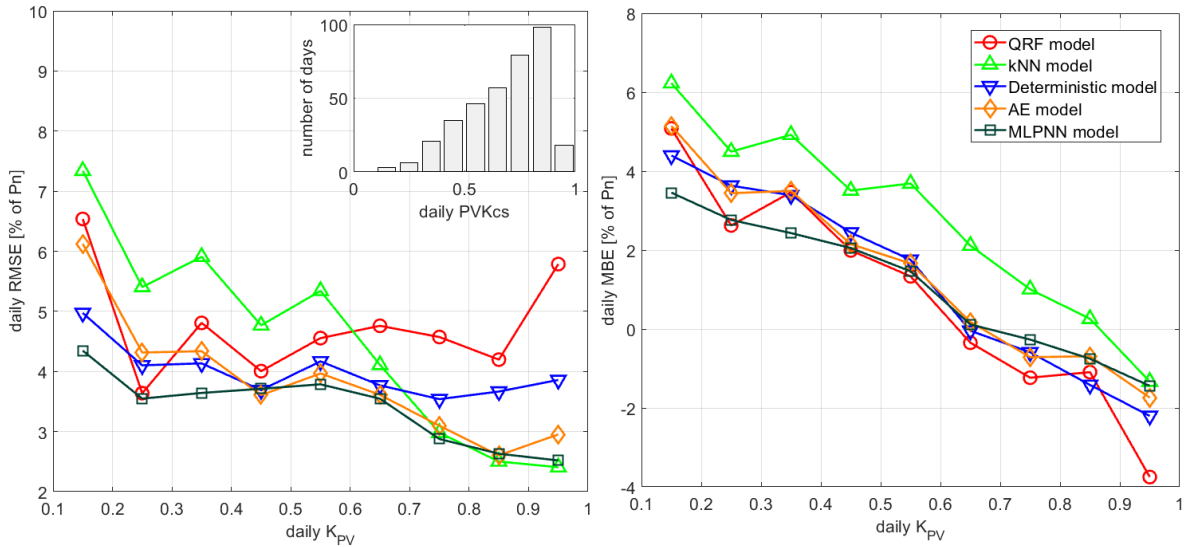 10
9
8
7
6
5
4
3
2
daily RMSE [% of Pn]
0.1 0.2 0.3 0.4 0.5 0.6 0.7 0.8 0.9 1
daily K_PV
100
50
0
number of days
0 0.5 1
daily PVKcs
8
6
4
2
0
-2
-4
daily MBE [% of Pn]
0.1 0.2 0.3 0.4 0.5 0.6 0.7 0.8 0.9 1
daily K_PV
QRF model
kNN model
Deterministic model
AE model
MLPNN model